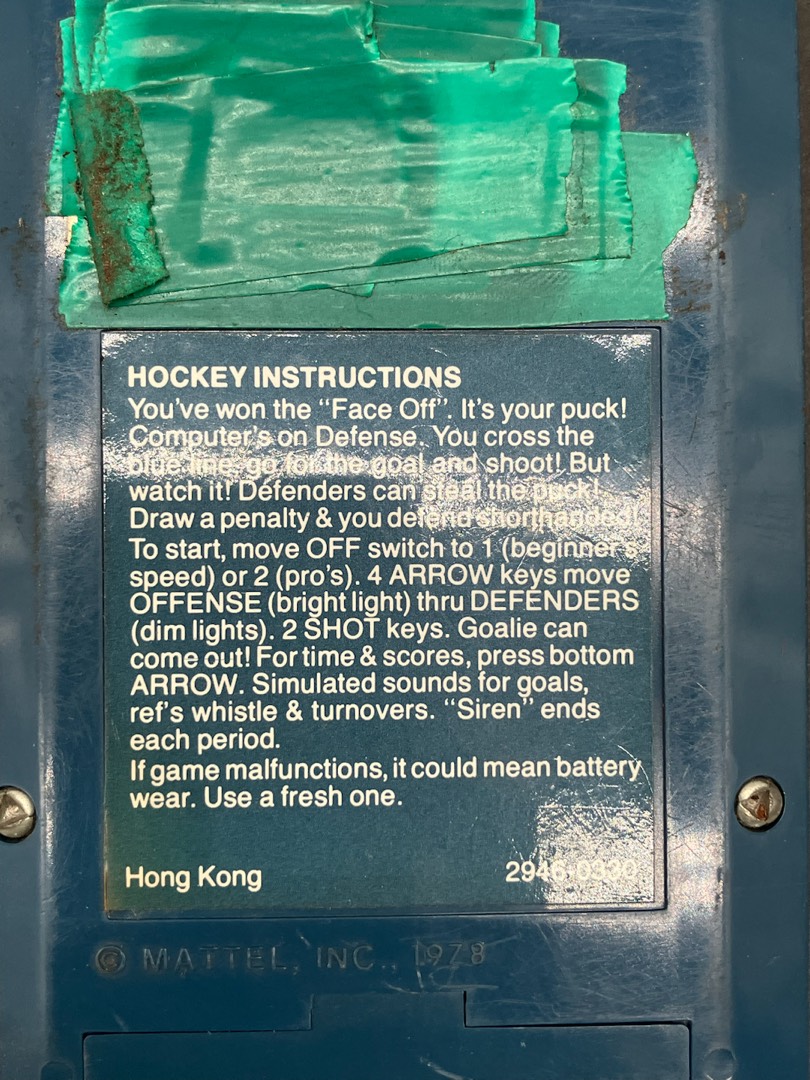 HOCKEY INSTRUCTIONS
You've won the "Face Off". It's your puck!
Computer's on Defense. You cross the
blue line, go for the goal and shoot! But
watch it! Defenders can steal the puck!
Draw a penalty & you defend shorthanded!
To start, move OFF switch to 1 (beginner's
speed) or 2 (pro's). 4 ARROW keys move
OFFENSE (bright light) thru DEFENDERS
(dim lights). 2 SHOT keys. Goalie can
come out! For time & scores, press bottom
ARROW. Simulated sounds for goals,
ref's whistle & turnovers. "Siren" ends
each period.
If game malfunctions, it could mean battery
wear. Use a fresh one.
Hong Kong
© MATTEL, INC., 1978